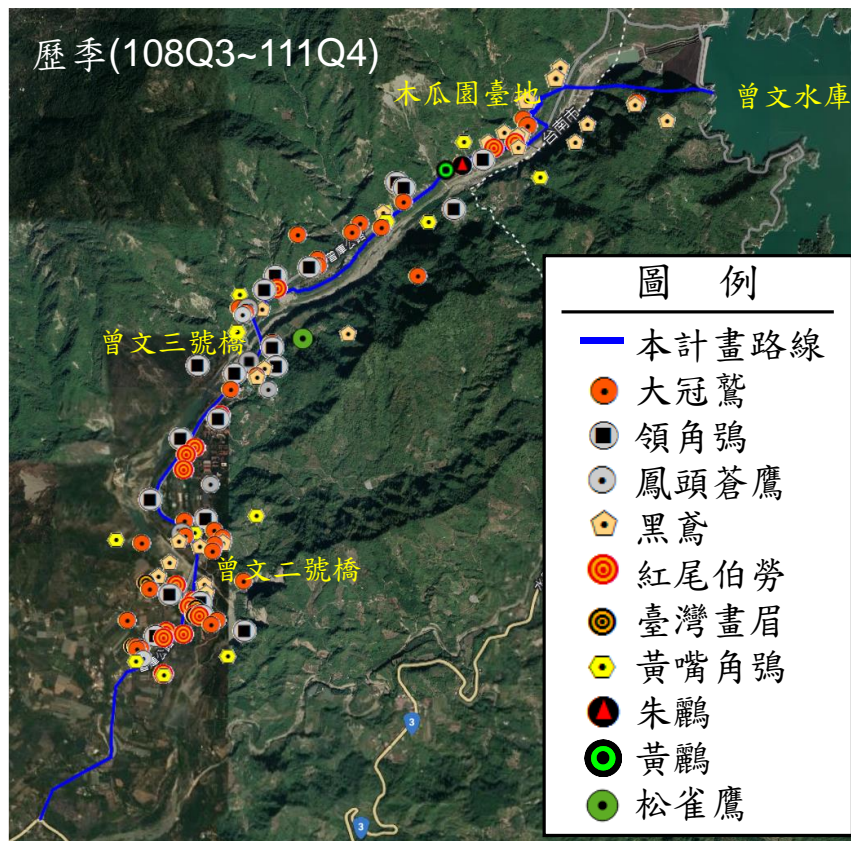 歷季(108Q3~111Q4)
木瓜園臺地
曾文水庫
台南市
曾文三號橋
曾文二號橋
圖 例
本計畫路線
大冠鷲
領角鴞
鳳頭蒼鷹
黑鳶
紅尾伯勞
臺灣畫眉
黃嘴角鴞
朱鸝
黃鸝
松雀鷹
3
3